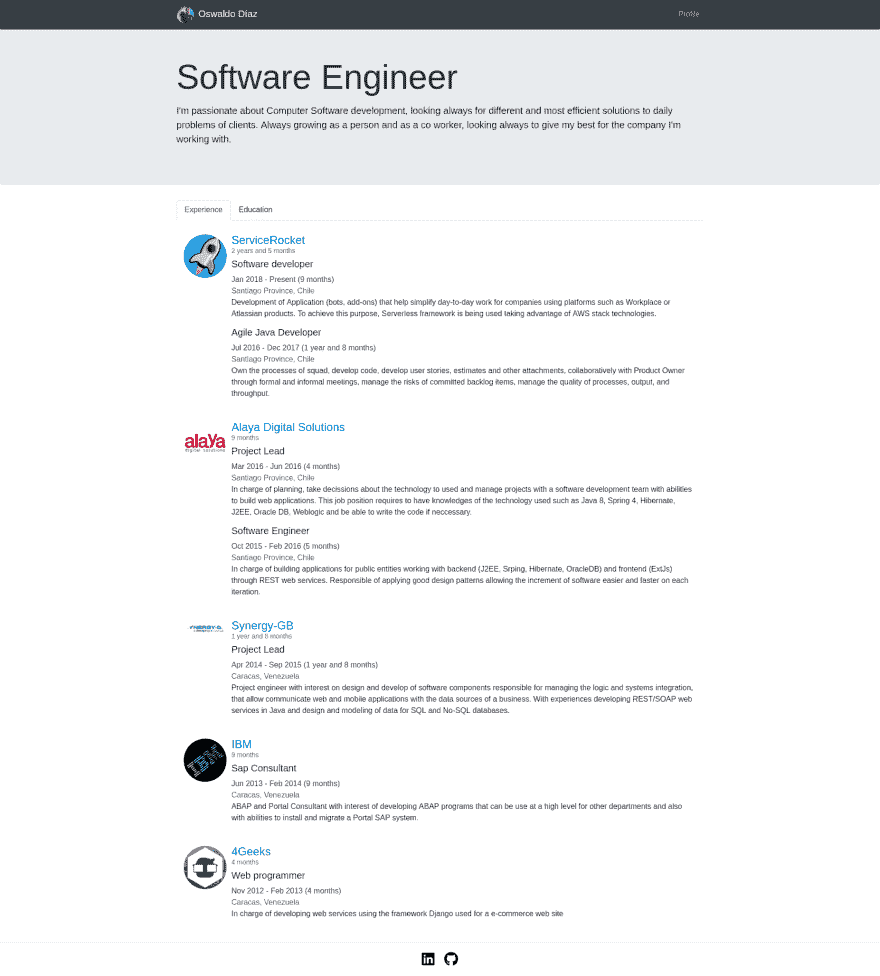 Oswaldo Díaz
Profile
Software Engineer
I'm passionate about Computer Software development, looking always for different and most efficient solutions to daily
problems of clients. Always growing as a person and as a co worker, looking always to give my best for the company I'm
working with.
Experience
Education
ServiceRocket
2 years and 5 months
Software developer
Jan 2018 - Present (9 months)
Santiago Province, Chile
Development of Application (bots, add-ons) that help simplify day-to-day work for companies using platforms such as Workplace or
Atlassian products. To achieve this purpose, Serverless framework is being used taking advantage of AWS stack technologies.
Agile Java Developer
Jul 2016 - Dec 2017 (1 year and 8 months)
Santiago Province, Chile
Own the processes of squad, develop code, develop user stories, estimates and other attachments, collaboratively with Product Owner
through formal and informal meetings, manage the risks of committed backlog items, manage the quality of processes, output, and
throughput.
alaya
digital solutions
Alaya Digital Solutions
9 months
Project Lead
Mar 2016 - Jun 2016 (4 months)
Santiago Province, Chile
In charge of planning, take decissions about the technology to used and manage projects with a software development team with abilities
to build web applications. This job position requires to have knowledges of the technology used such as Java 8, Spring 4, Hibernate,
J2EE, Oracle DB, Weblogic and be able to write the code if neccessary.
Software Engineer
Oct 2015 - Feb 2016 (5 months)
Santiago Province, Chile
In charge of building applications for public entities working with backend (J2EE, Srping, Hibernate, OracleDB) and frontend (ExtJs)
through REST web services. Responsible of applying good design patterns allowing the increment of software easier and faster on each
iteration.
Synergy-GB
1 year and 8 months
Project Lead
Apr 2014 - Sep 2015 (1 year and 8 months)
Caracas, Venezuela
Project engineer with interest on design and develop of software components responsible for managing the logic and systems integration,
that allow communicate web and mobile applications with the data sources of a business. With experiences developing REST/SOAP web
services in Java and design and modeling of data for SQL and No-SQL databases.
IBM
9 months
Sap Consultant
Jun 2013 - Feb 2014 (9 months)
Caracas, Venezuela
ABAP and Portal Consultant with interest of developing ABAP programs that can be use at a high level for other departments and also
with abilities to install and migrate a Portal SAP system.
4Geeks
4 months
Web programmer
Nov 2012 - Feb 2013 (4 months)
Caracas, Venezuela
In charge of developing web services using the framework Django used for a e-commerce web site